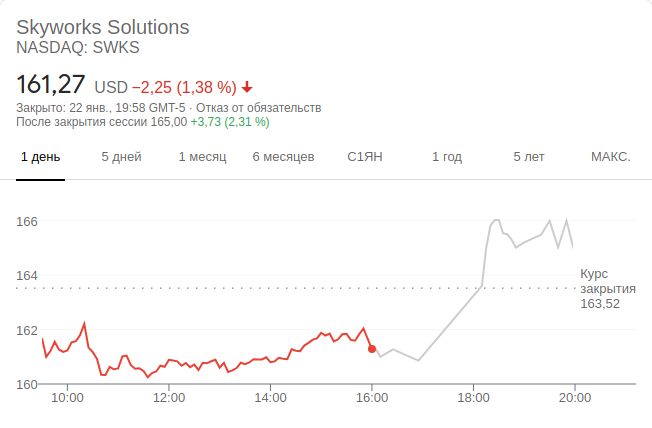 Skyworks Solutions
NASDAQ: SWKS
161,27 USD −2,25 (1,38 %)
Закрыто: 22 янв., 19:58 GMT-5 · Отказ от обязательств
После закрытия сессии 165,00 +3,73 (2,31 %)
1 день 5 дней 1 месяц 6 месяцев С1ЯН 1 год 5 лет МАКС.
166
164
Курс
закрытия
163,52
162
160
10:00 12:00 14:00 16:00 18:00 20:00